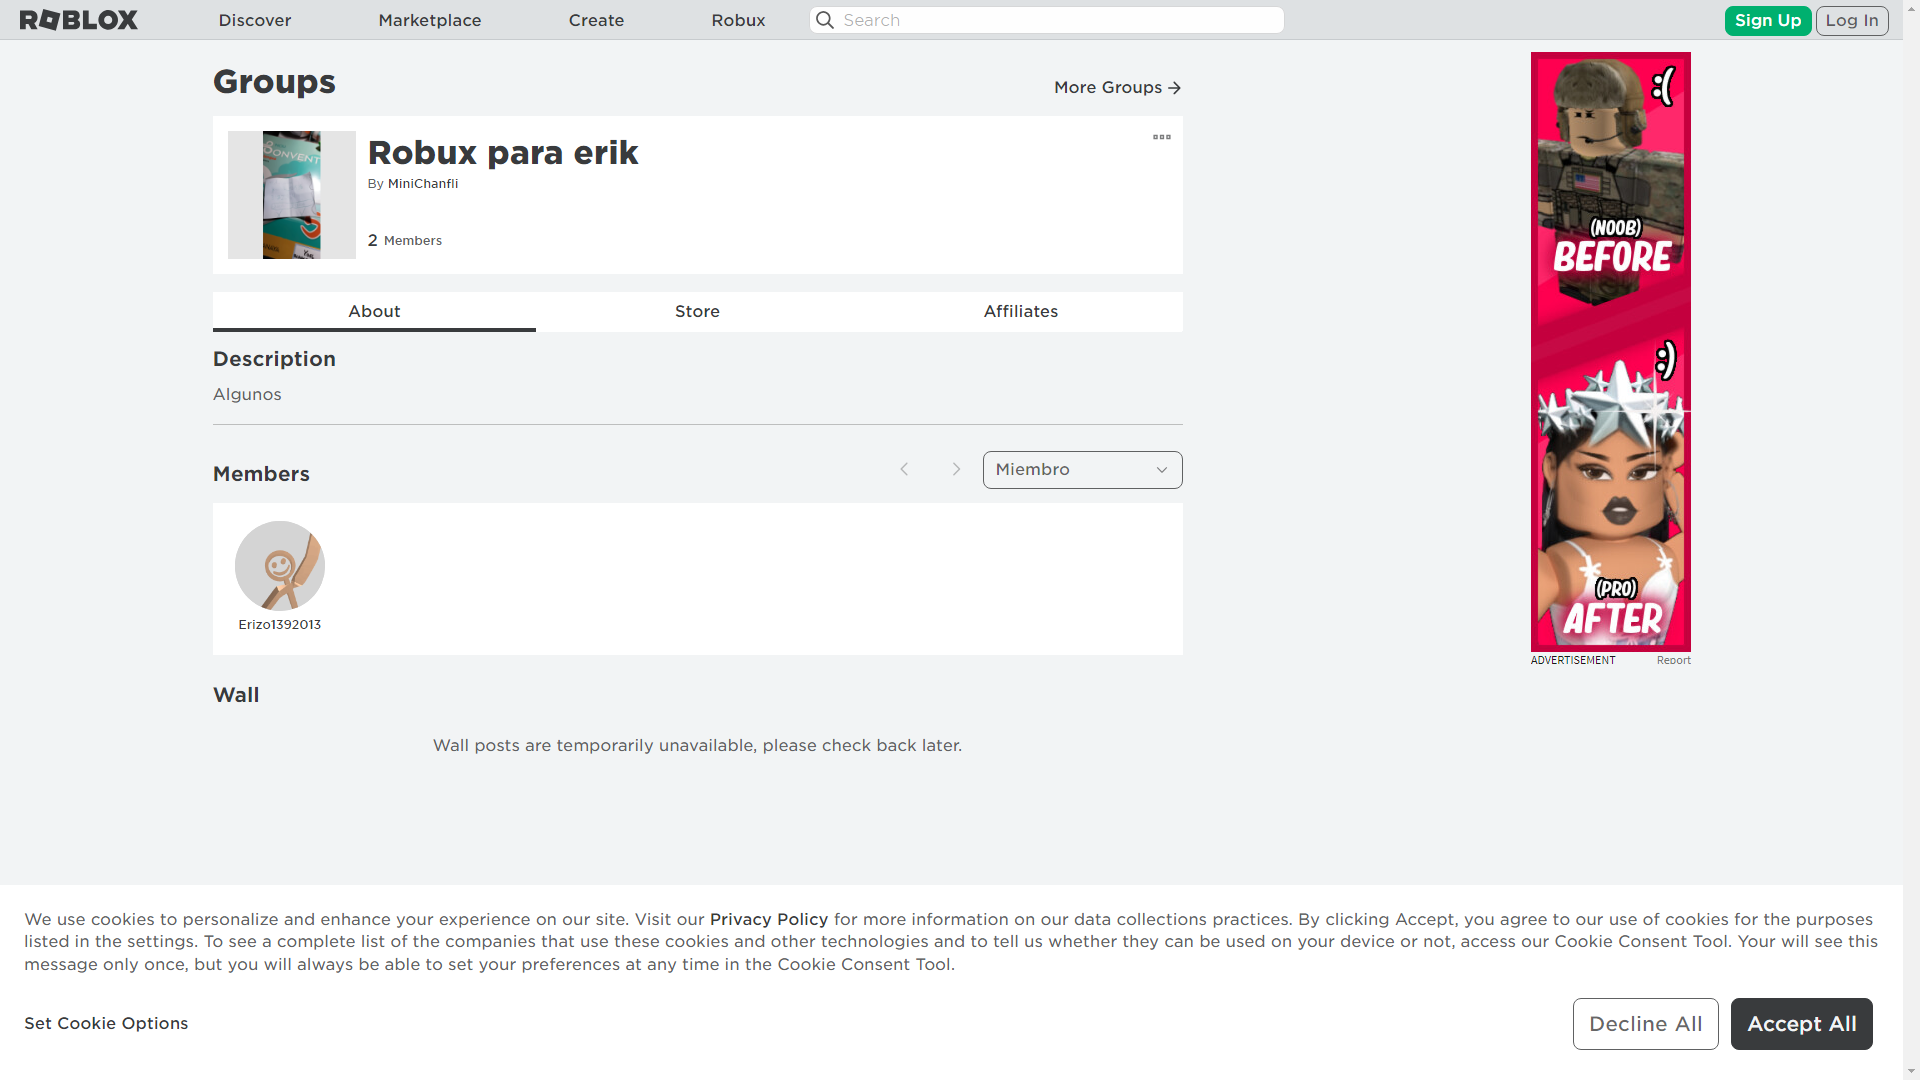 ROBLOX
Discover
Marketplace
Create
Robux
Search
Sign Up
Log In
Groups
More Groups
Robux para erik
By MiniChanfli
2 Members
BONVENT
About
Store
Affiliates
Description
Algunos
Members
Miembro
Erizo1392013
Wall
Wall posts are temporarily unavailable, please check back later.
:(
(NOOB)
BEFORE
:)
(PRO)
AFTER
ADVERTISEMENT
Report
We use cookies to personalize and enhance your experience on our site. Visit our Privacy Policy for more information on our data collections practices. By clicking Accept, you agree to our use of cookies for the purposes
listed in the settings. To see a complete list of the companies that use these cookies and other technologies and to tell us whether they can be used on your device or not, access our Cookie Consent Tool. Your will see this
message only once, but you will always be able to set your preferences at any time in the Cookie Consent Tool.
Set Cookie Options
Decline All
Accept All